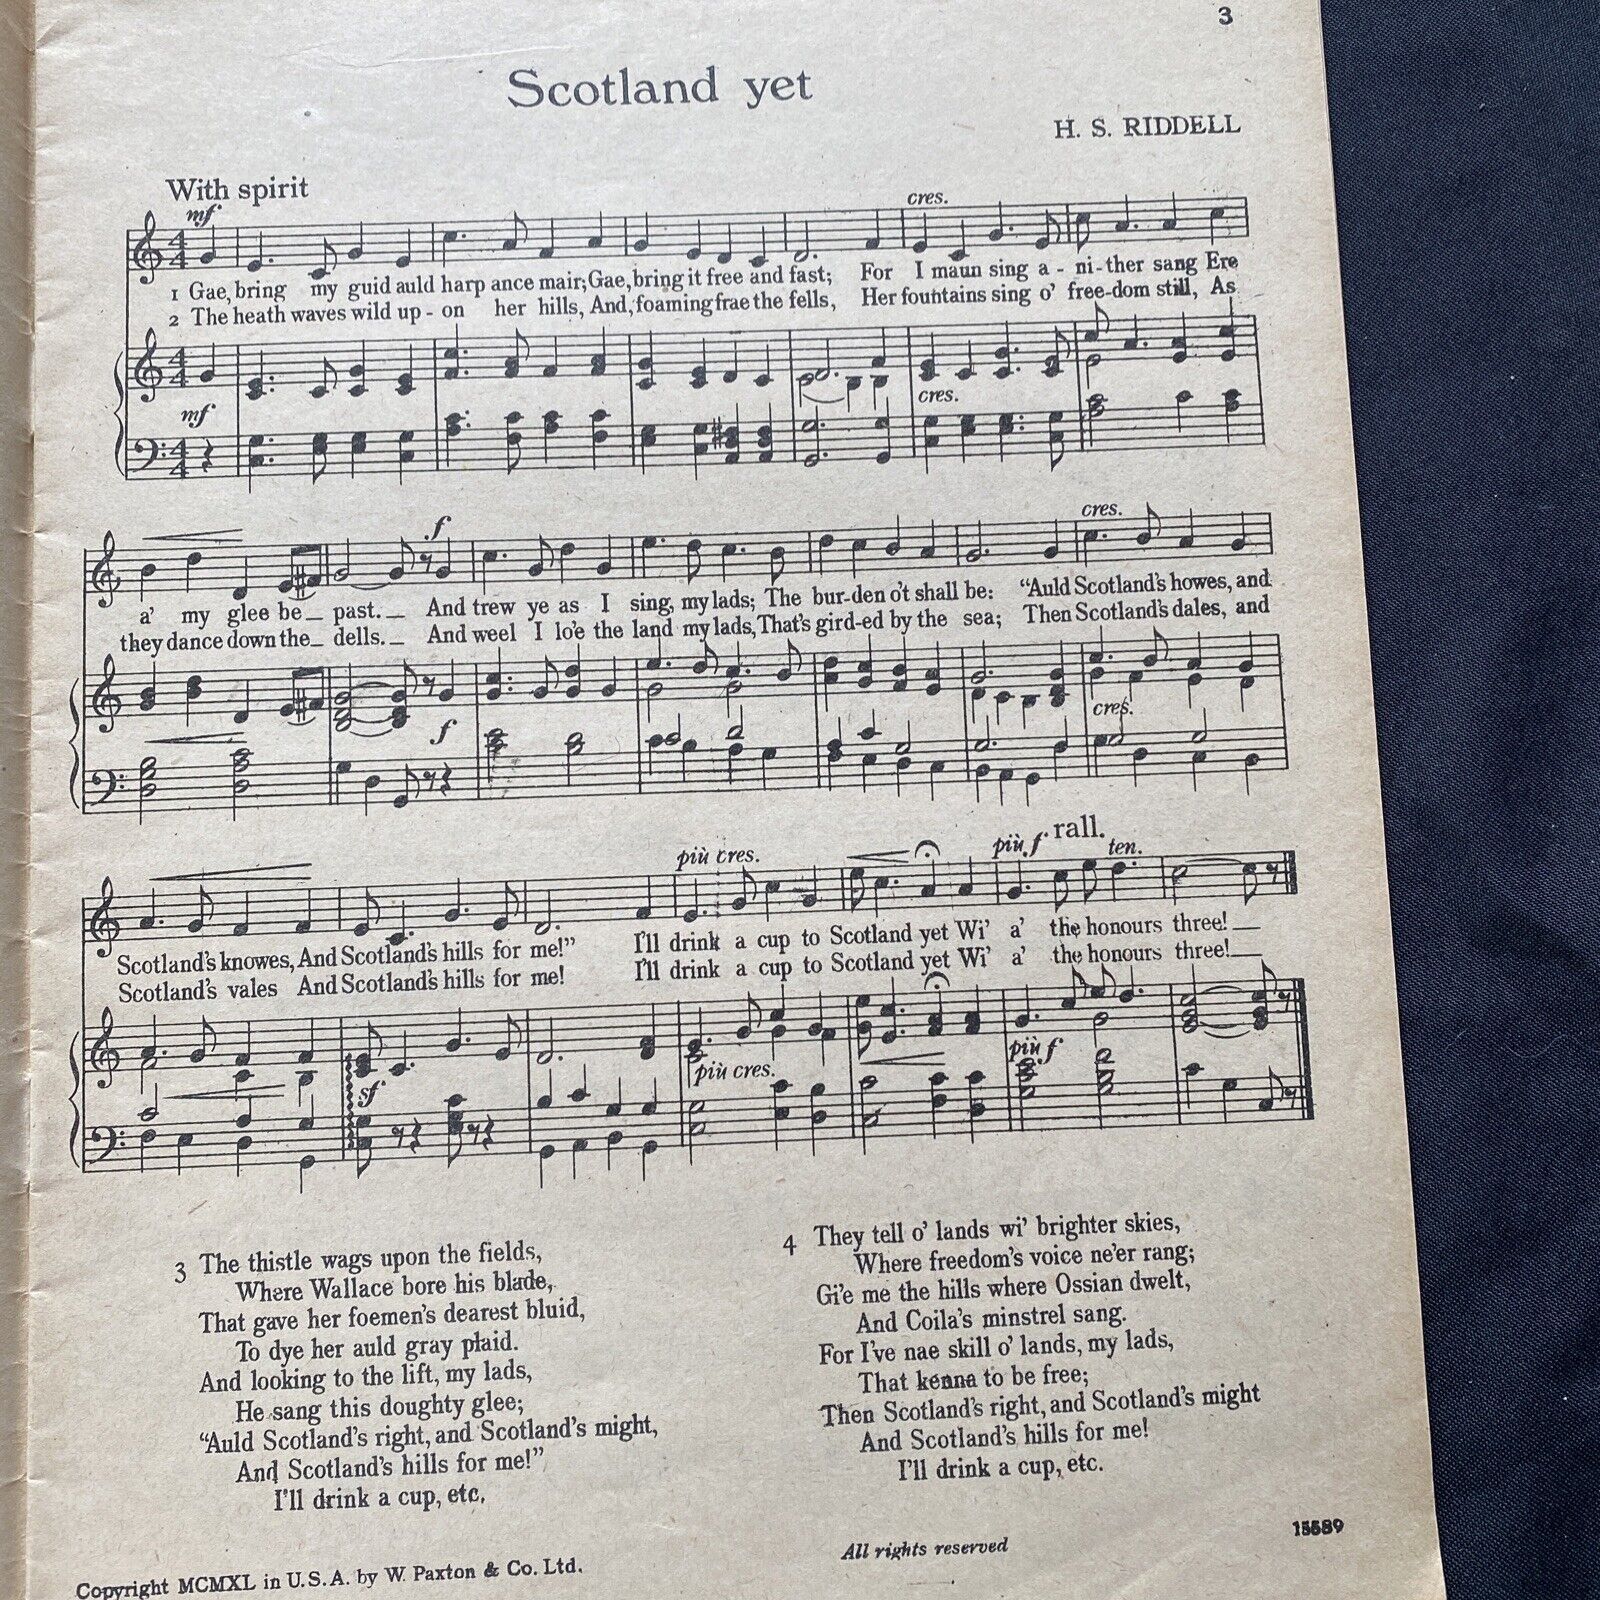 3
Scotland yet
H. S. RIDDELL
With spirit
mf
cres.
1 Gae, bring my guid auld harp ance mair; Gae, bring it free and fast; For I maun sing a - ni - ther sang Ere
2 The heath waves wild up - on her hills, And, foaming frae the fells, Her fountains sing o' free-dom still, As
mf
cres.
f
cres.
a' my glee be_ past._ And trew ye as I sing, my lads; The bur-den o't shall be: “Auld Scotland's howes, and
they dance down the_ dells._ And weel I lo'e the land my lads, That's gird-ed by the sea; Then Scotland's dales, and
f
cres.
più cres.
più f rall.
ten.
Scotland's knowes, And Scotland's hills for me!” I'll drink a cup to Scotland yet Wi' a' the honours three!_
Scotland's vales And Scotland's hills for me! I'll drink a cup to Scotland yet Wi' a' the honours three!_
sf
più cres.
più f
3 The thistle wags upon the fields,
Where Wallace bore his blade,
That gave her foemen's dearest bluid,
To dye her auld gray plaid.
And looking to the lift, my lads,
He sang this doughty glee;
“Auld Scotland's right, and Scotland's might,
And Scotland's hills for me!”
I'll drink a cup, etc.
4 They tell o' lands wi' brighter skies,
Where freedom's voice ne'er rang;
Gi'e me the hills where Ossian dwelt,
And Coila's minstrel sang.
For I've nae skill o' lands, my lads,
That kenna to be free;
Then Scotland's right, and Scotland's might
And Scotland's hills for me!
I'll drink a cup, etc.
15589
All rights reserved
Copyright MCMXL in U.S.A. by W. Paxton & Co. Ltd.